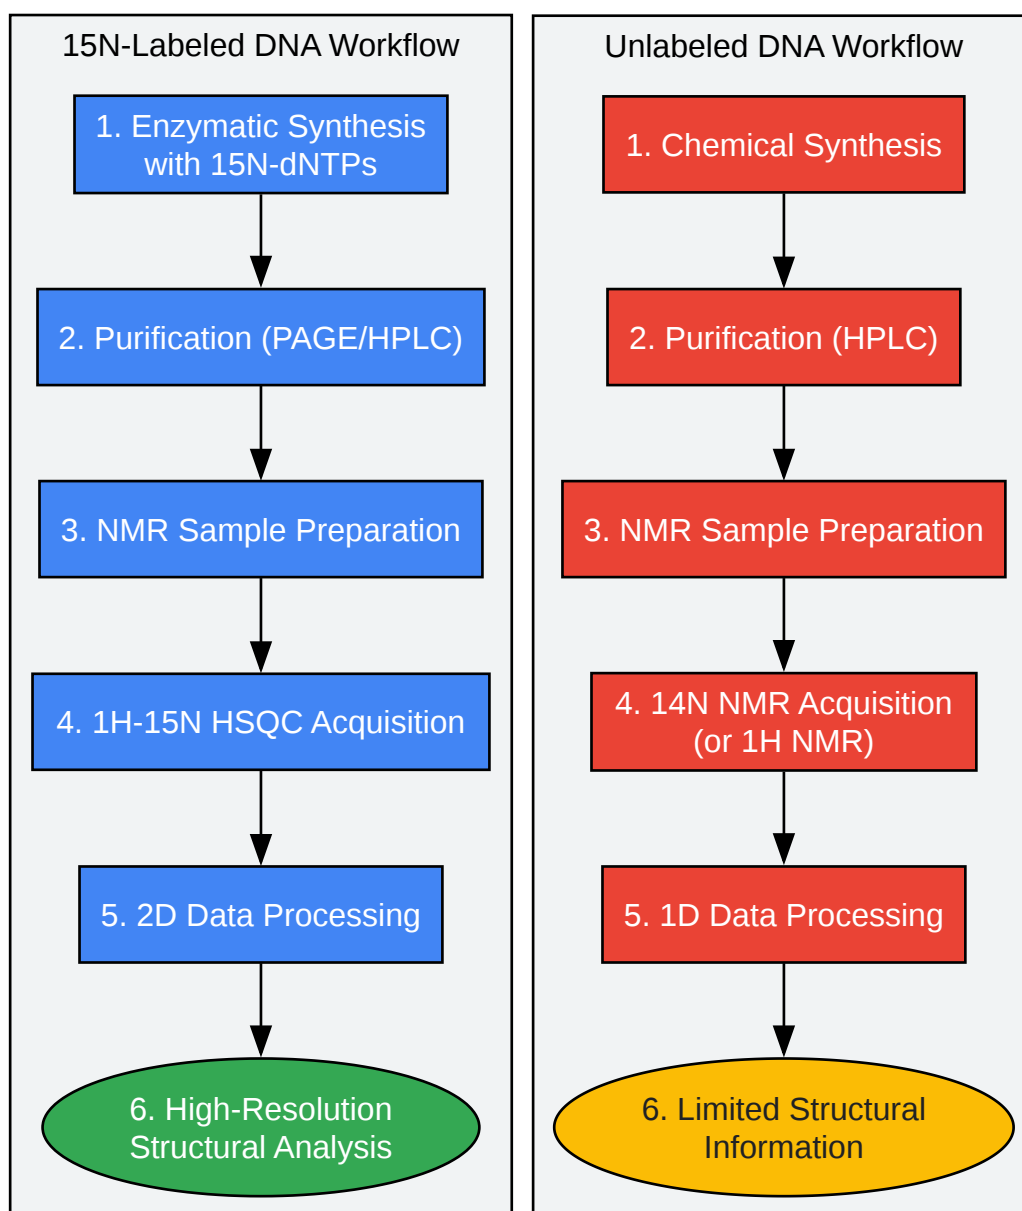 15N-Labeled DNA Workflow
1. Enzymatic Synthesis
with 15N-dNTPs
2. Purification (PAGE/HPLC)
3. NMR Sample Preparation
4. 1H-15N HSQC Acquisition
5. 2D Data Processing
6. High-Resolution
Structural Analysis
Unlabeled DNA Workflow
1. Chemical Synthesis
2. Purification (HPLC)
3. NMR Sample Preparation
4. 14N NMR Acquisition
(or 1H NMR)
5. 1D Data Processing
6. Limited Structural
Information